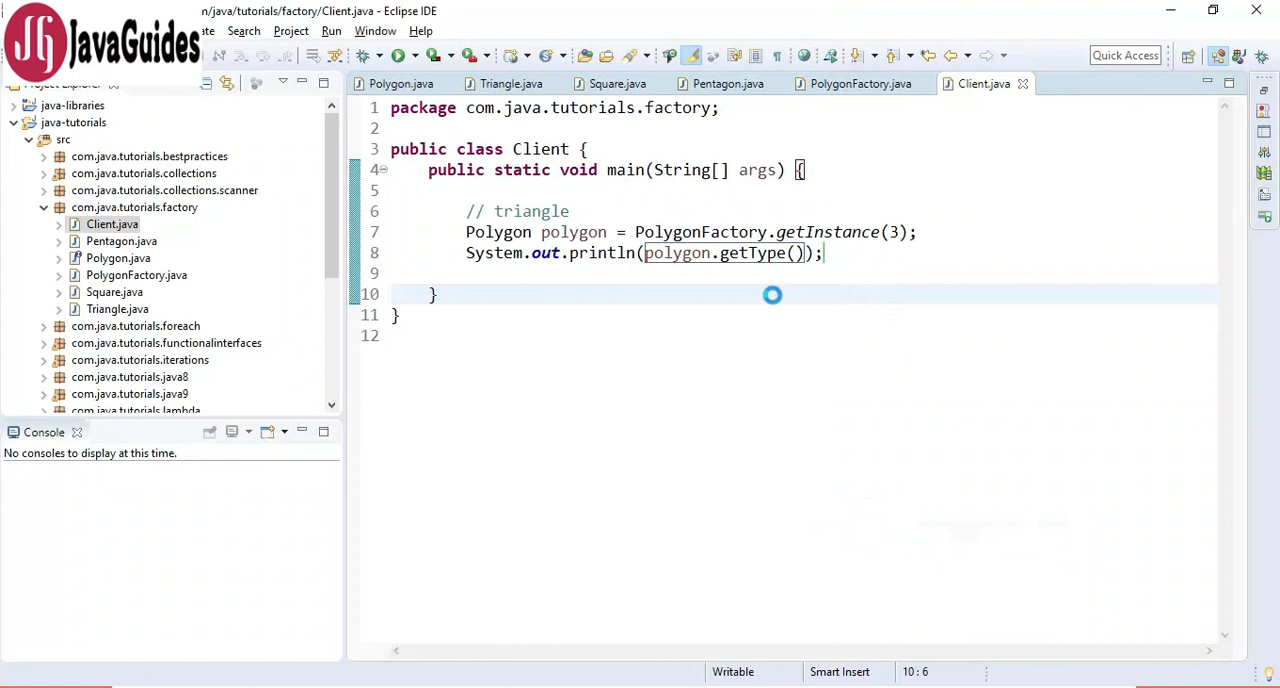 n/java/tutorials/factory/Client.java - Eclipse IDE
JavaGuides
ate Search Project Run Window Help
Quick Access
Project Explorer
Polygon.java Triangle.java Square.java Pentagon.java PolygonFactory.java Client.java
java-libraries
java-tutorials
src
com.java.tutorials.bestpractices
com.java.tutorials.collections
com.java.tutorials.collections.scanner
com.java.tutorials.factory
Client.java
Pentagon.java
Polygon.java
PolygonFactory.java
Square.java
Triangle.java
com.java.tutorials.foreach
com.java.tutorials.functionalinterfaces
com.java.tutorials.iterations
com.java.tutorials.java8
com.java.tutorials.java9
com.java.tutorials.lambda
1 package com.java.tutorials.factory;
2
3 public class Client {
4 public static void main(String[] args) {
5
6 // triangle
7 Polygon polygon = PolygonFactory.getInstance(3);
8 System.out.println(polygon.getType());
9
10 }
11 }
12
Console
No consoles to display at this time.
Writable Smart Insert 10 : 6